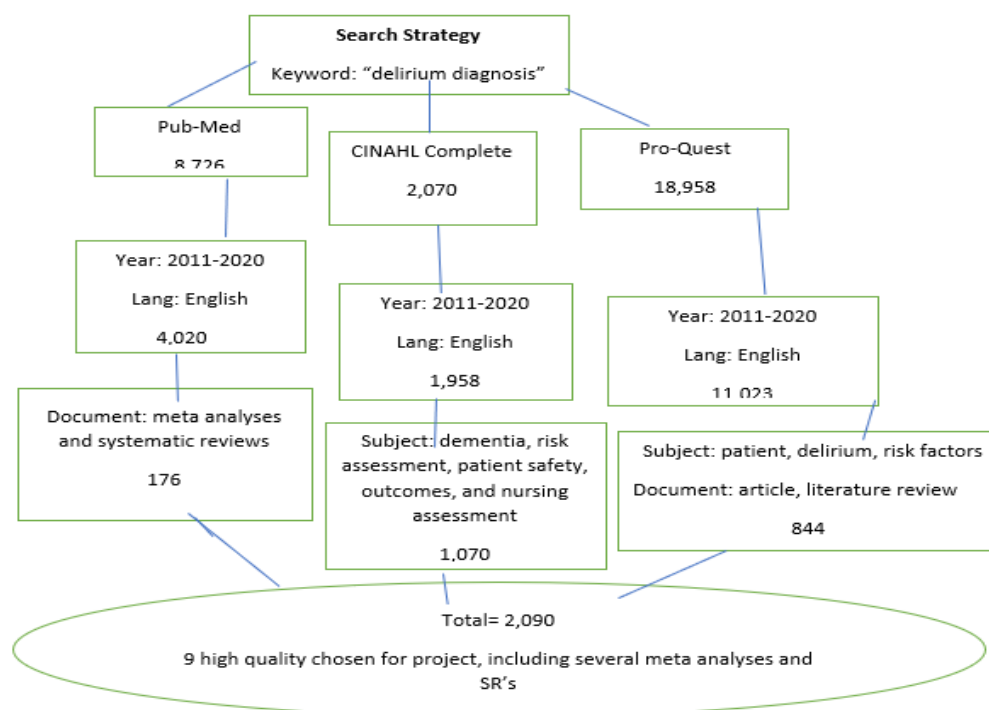 Search Strategy
Keyword: “delirium diagnosis”
Pub-Med
8,726
CINAHL Complete
2,070
Pro-Quest
18,958
Year: 2011-2020
Lang: English
4,020
Year: 2011-2020
Lang: English
1,958
Year: 2011-2020
Lang: English
11,023
Document: meta analyses
and systematic reviews
176
Subject: dementia, risk
assessment, patient safety,
outcomes, and nursing
assessment
1,070
Subject: patient, delirium, risk factors
Document: article, literature review
844
Total= 2,090
9 high quality chosen for project, including several meta analyses and
SR’s